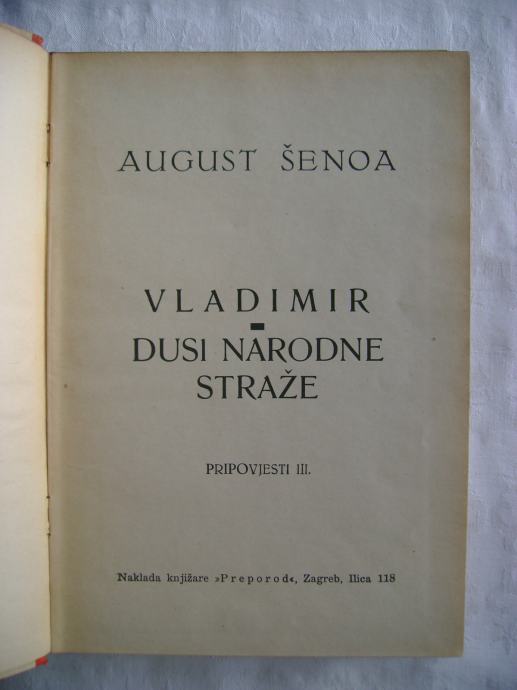 AUGUST ŠENOA
VLADIMIR
DUSI NARODNE
STRAŽE
PRIPOVJESTI III.
Naklada knjižare »Preporod«, Zagreb, Ilica 118